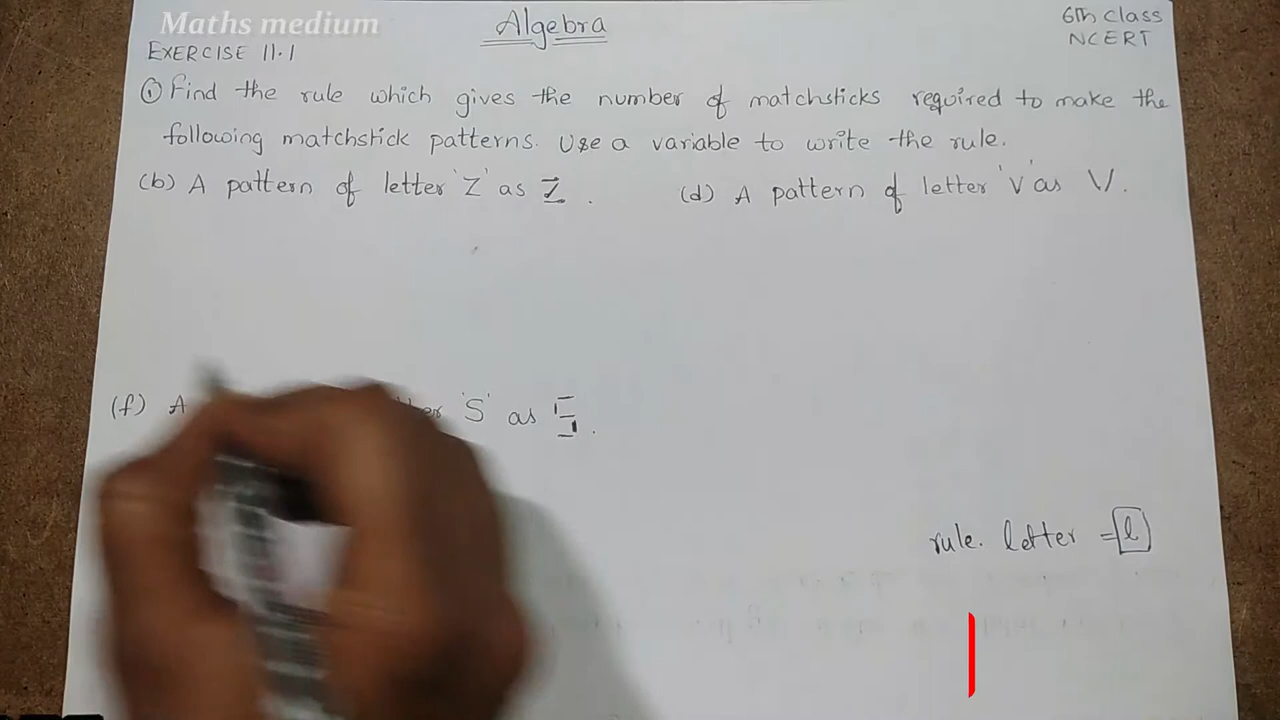 Maths medium
Algebra
6th class
NCERT
EXERCISE 11.1
① Find the rule which gives the number of matchsticks required to make the
following matchstick patterns. Use a variable to write the rule.
(b) A pattern of letter 'Z' as Z.
(d) A pattern of letter 'V' as V.
(f) A 'S' as S.
rule. letter = l